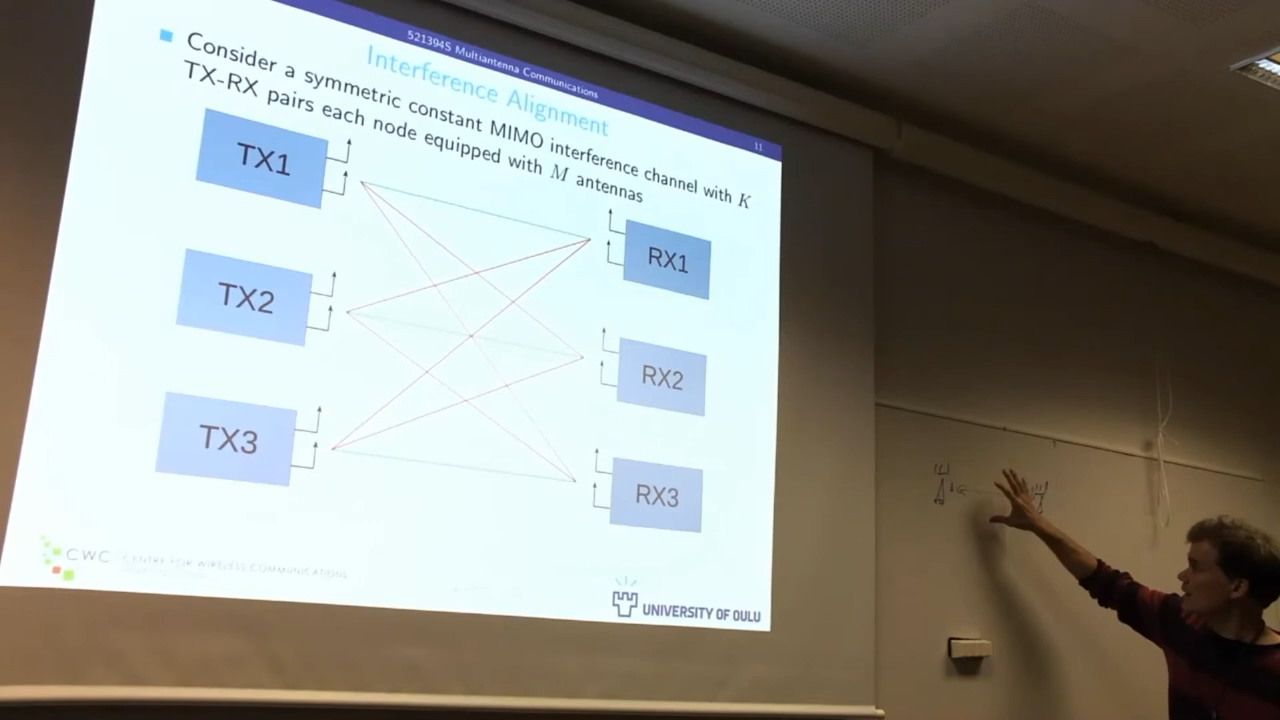 521394S Multiantenna Communications
11
Interference Alignment
Consider a symmetric constant MIMO interference channel with K
TX-RX pairs each node equipped with M antennas
TX1
RX1
TX2
RX2
TX3
RX3
CWC CENTRE FOR WIRELESS COMMUNICATIONS
UNIVERSITY OF OULU